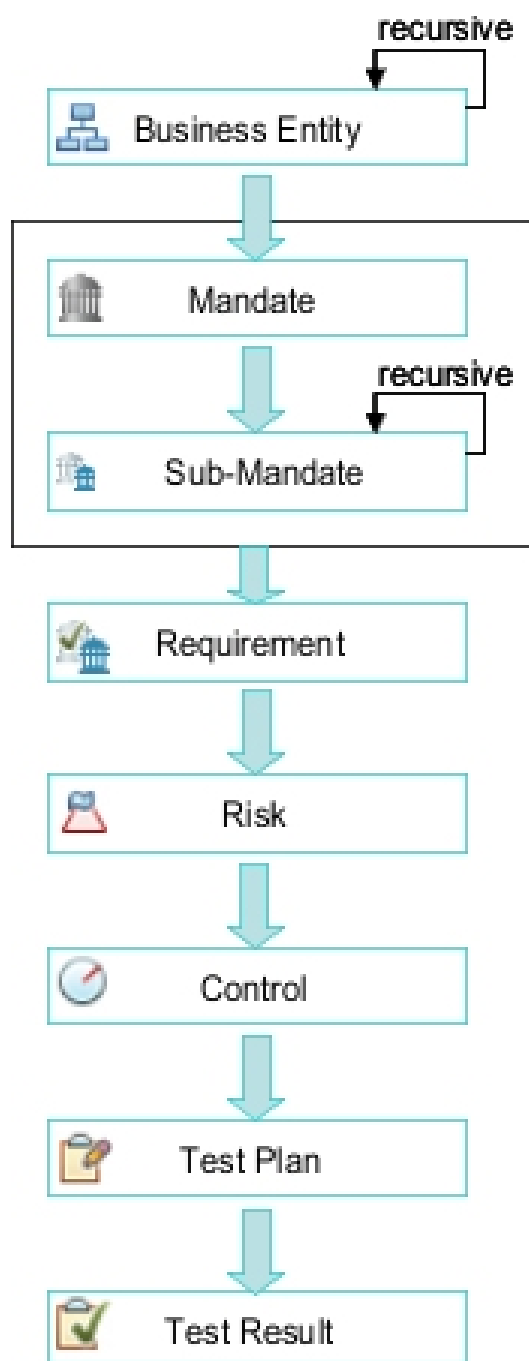 recursive
Business Entity
Mandate
recursive
Sub-Mandate
Requirement
Risk
Control
Test Plan
Test Result